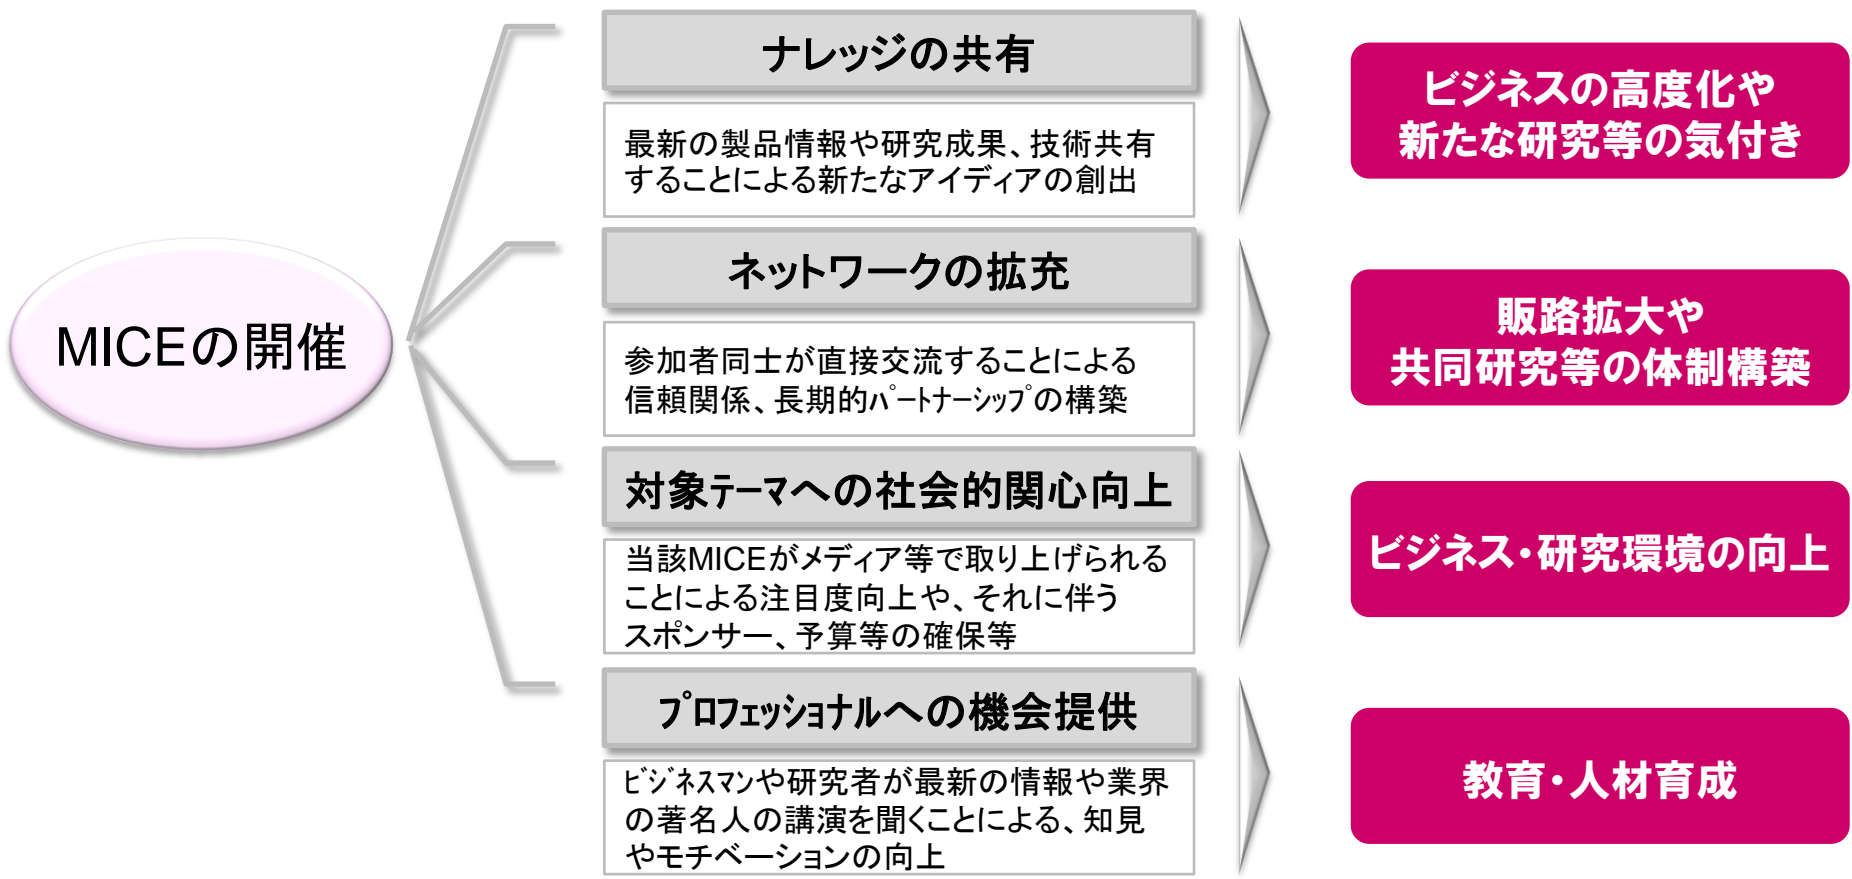 MICEの開催
ナレッジの共有
最新の製品情報や研究成果、技術共有
することによる新たなアイディアの創出
ビジネスの高度化や
新たな研究等の気付き
ネットワークの拡充
参加者同士が直接交流することによる
信頼関係、長期的ﾊﾟｰﾄﾅｰｼｯﾌﾟの構築
販路拡大や
共同研究等の体制構築
対象ﾃｰﾏへの社会的関心向上
当該MICEがメディア等で取り上げられる
ことによる注目度向上や、それに伴う
スポンサー、予算等の確保等
ビジネス・研究環境の向上
ﾌﾟﾛﾌｪｯｼｮﾅﾙへの機会提供
ﾋﾞｼﾞﾈｽﾏﾝや研究者が最新の情報や業界
の著名人の講演を聞くことによる、知見
やモチベーションの向上
教育・人材育成